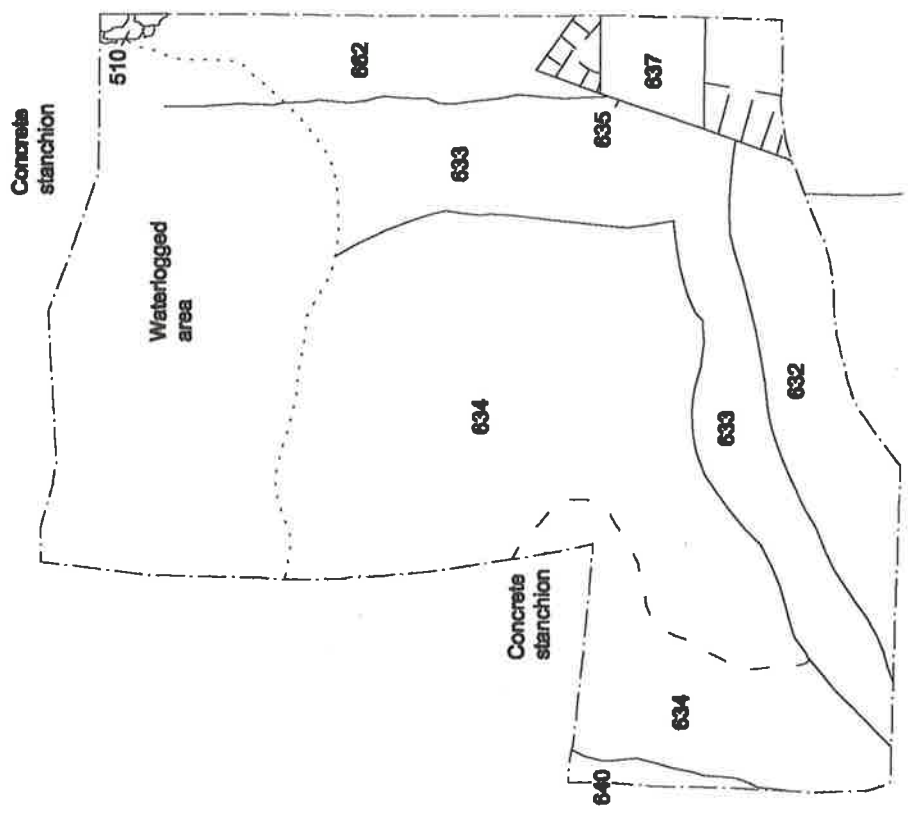 Concrete
stanchion
510
662
637
635
633
Waterlogged
area
634
632
633
Concrete
stanchion
634
640